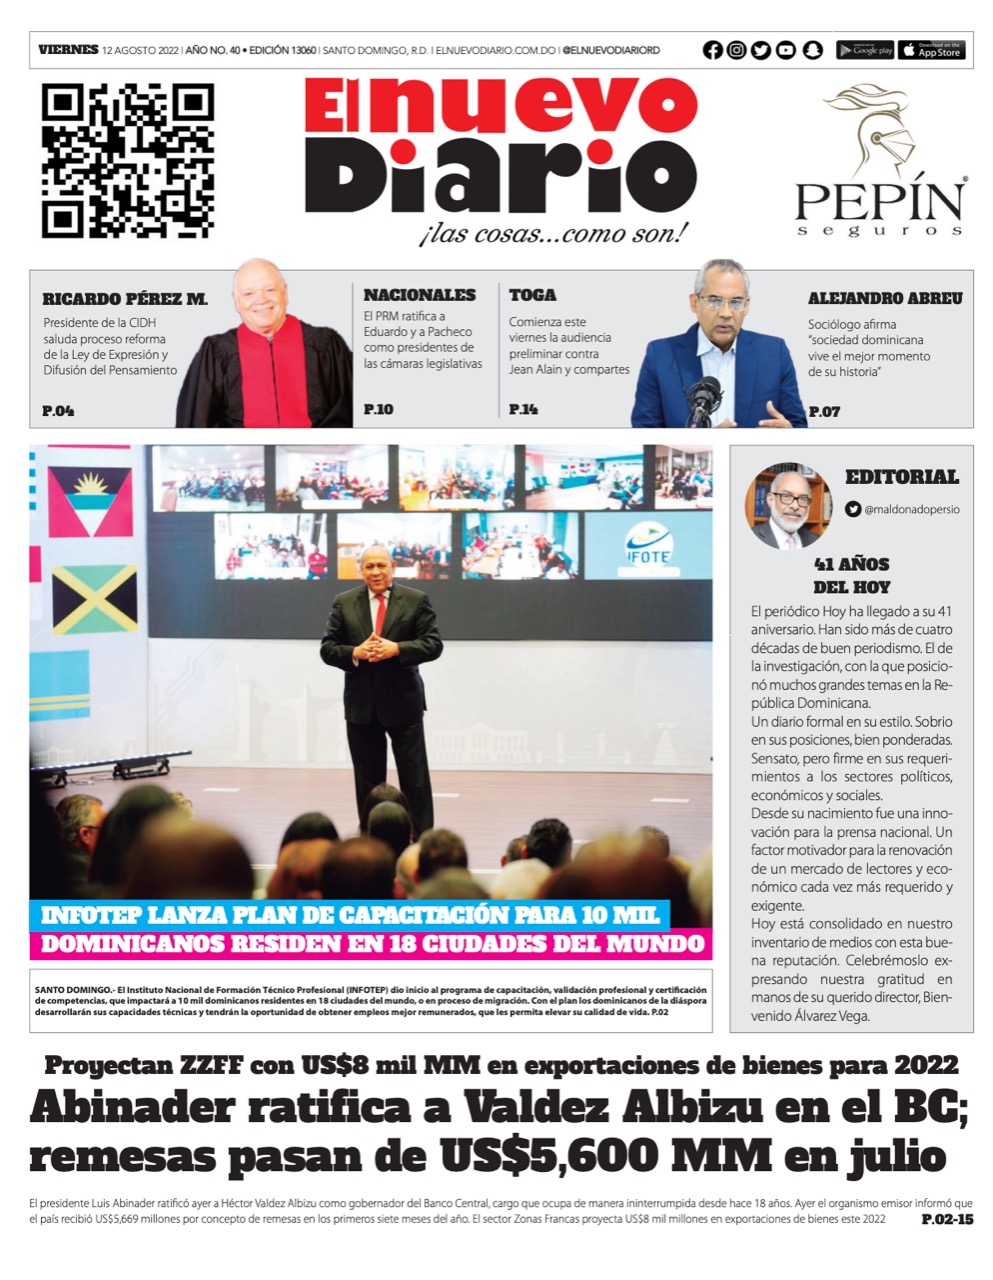 VIERNES 12 AGOSTO 2022 | AÑO NO. 40 • EDICIÓN 13060 | SANTO DOMINGO, R.D. | ELNUEVODIARIO.COM.DO | @ELNUEVODIARIORD
Google play
Download on the
App Store
El nuevo
Diario
¡las cosas...como son!
PEPÍN
seguros
RICARDO PÉREZ M.
Presidente de la CIDH
saluda proceso reforma
de la Ley de Expresión y
Difusión del Pensamiento
P.04
NACIONALES
El PRM ratifica a
Eduardo y a Pacheco
como presidentes de
las cámaras legislativas
P.10
TOGA
Comienza este
viernes la audiencia
preliminar contra
Jean Alain y compartes
P.14
ALEJANDRO ABREU
Sociólogo afirma
“sociedad dominicana
vive el mejor momento
de su historia”
P.07
IFOTE
INFOTEP LANZA PLAN DE CAPACITACIÓN PARA 10 MIL
DOMINICANOS RESIDEN EN 18 CIUDADES DEL MUNDO
SANTO DOMINGO.- El Instituto Nacional de Formación Técnico Profesional (INFOTEP) dio inicio al programa de capacitación, validación profesional y certificación
de competencias, que impactará a 10 mil dominicanos residentes en 18 ciudades del mundo, o en proceso de migración. Con el plan los dominicanos de la diáspora
desarrollarán sus capacidades técnicas y tendrán la oportunidad de obtener empleos mejor remunerados, que les permita elevar su calidad de vida. P.02
EDITORIAL
@maldonadopersio
41 AÑOS
DEL HOY
El periódico Hoy ha llegado a su 41
aniversario. Han sido más de cuatro
décadas de buen periodismo. El de
la investigación, con la que posicio-
nó muchos grandes temas en la Re-
pública Dominicana.
Un diario formal en su estilo. Sobrio
en sus posiciones, bien ponderadas.
Sensato, pero firme en sus requeri-
mientos a los sectores políticos,
económicos y sociales.
Desde su nacimiento fue una inno-
vación para la prensa nacional. Un
factor motivador para la renovación
de un mercado de lectores y eco-
nómico cada vez más requerido y
exigente.
Hoy está consolidado en nuestro
inventario de medios con esta bue-
na reputación. Celebrémoslo ex-
presando nuestra gratitud en
manos de su querido director, Bien-
venido Álvarez Vega.
Proyectan ZZFF con US$8 mil MM en exportaciones de bienes para 2022
Abinader ratifica a Valdez Albizu en el BC;
remesas pasan de US$5,600 MM en julio
El presidente Luis Abinader ratificó ayer a Héctor Valdez Albizu como gobernador del Banco Central, cargo que ocupa de manera ininterrumpida desde hace 18 años. Ayer el organismo emisor informó que
el país recibió US$5,669 millones por concepto de remesas en los primeros siete meses del año. El sector Zonas Francas proyecta US$8 mil millones en exportaciones de bienes este 2022 P.02-15